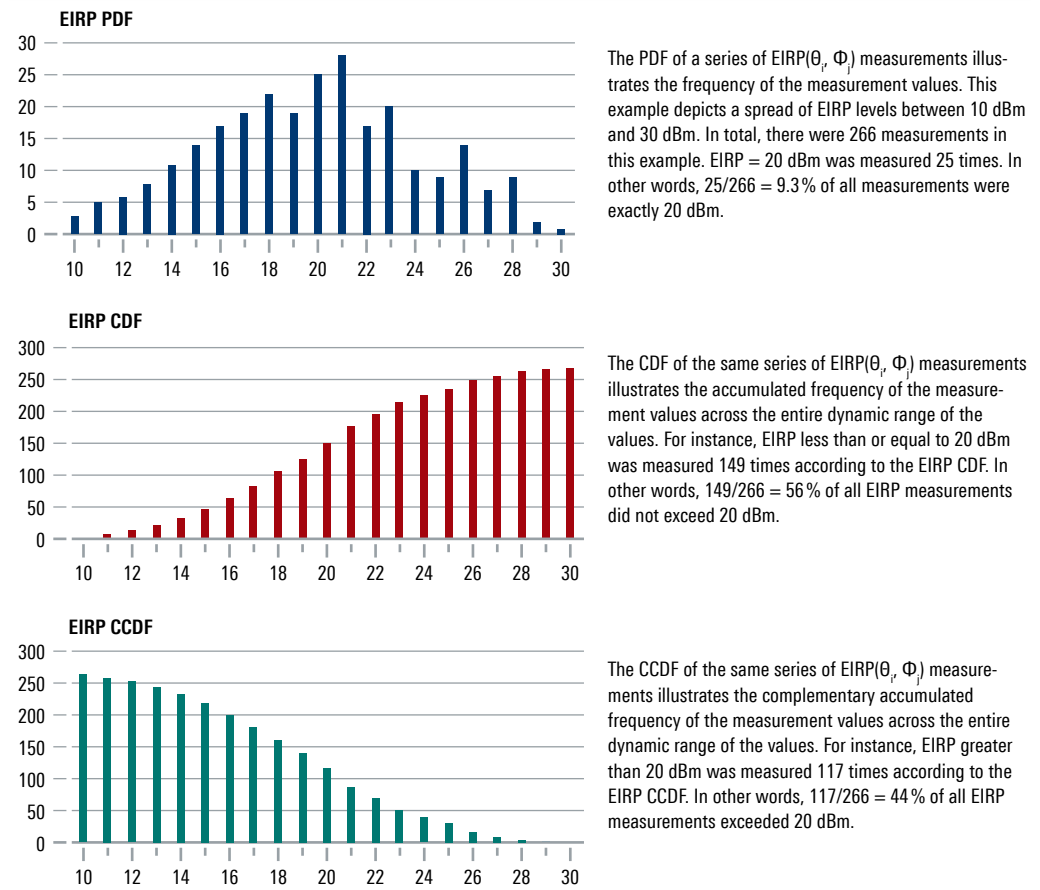 EIRP PDF
30
25
20
15
10
5
0
10 12 14 16 18 20 22 24 26 28 30
The PDF of a series of EIRP(θi, Φj) measurements illus-
trates the frequency of the measurement values. This
example depicts a spread of EIRP levels between 10 dBm
and 30 dBm. In total, there were 266 measurements in
this example. EIRP = 20 dBm was measured 25 times. In
other words, 25/266 = 9.3 % of all measurements were
exactly 20 dBm.
EIRP CDF
300
250
200
150
100
50
0
10 12 14 16 18 20 22 24 26 28 30
The CDF of the same series of EIRP(θi, Φj) measurements
illustrates the accumulated frequency of the measure-
ment values across the entire dynamic range of the
values. For instance, EIRP less than or equal to 20 dBm
was measured 149 times according to the EIRP CDF. In
other words, 149/266 = 56 % of all EIRP measurements
did not exceed 20 dBm.
EIRP CCDF
300
250
200
150
100
50
0
10 12 14 16 18 20 22 24 26 28 30
The CCDF of the same series of EIRP(θi, Φj) measure-
ments illustrates the complementary accumulated
frequency of the measurement values across the entire
dynamic range of the values. For instance, EIRP greater
than 20 dBm was measured 117 times according to the
EIRP CCDF. In other words, 117/266 = 44 % of all EIRP
measurements exceeded 20 dBm.